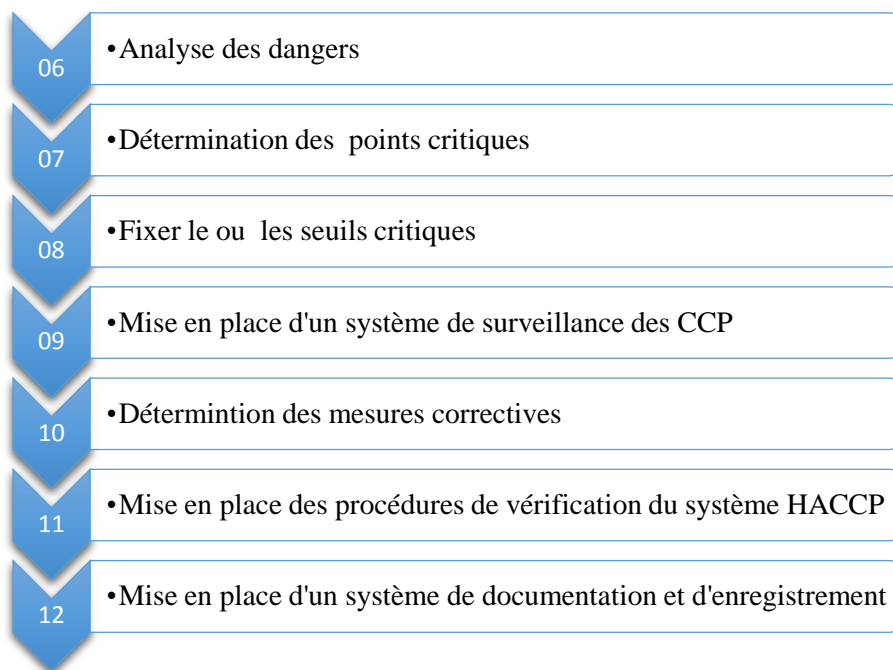 06
•Analyse des dangers
07
•Détermination des  points critiques
08
•Fixer le ou  les seuils critiques
09
•Mise en place d'un système de surveillance des CCP
10
•Détermintion des mesures correctives
11
•Mise en place des procédures de vérification du système HACCP
12
•Mise en place d'un système de documentation et d'enregistrement